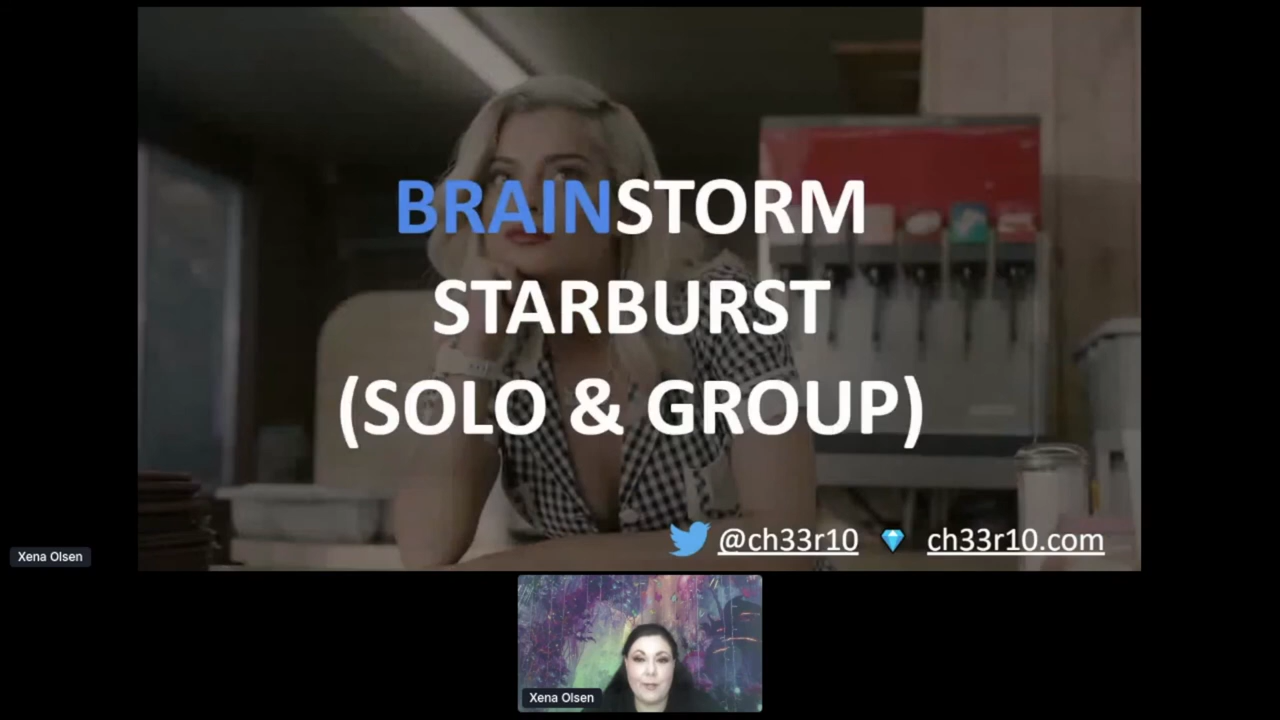 BRAINSTORM
STARBURST
(SOLO & GROUP)
@ch33r10 ch33r10.com
Xena Olsen
Xena Olsen